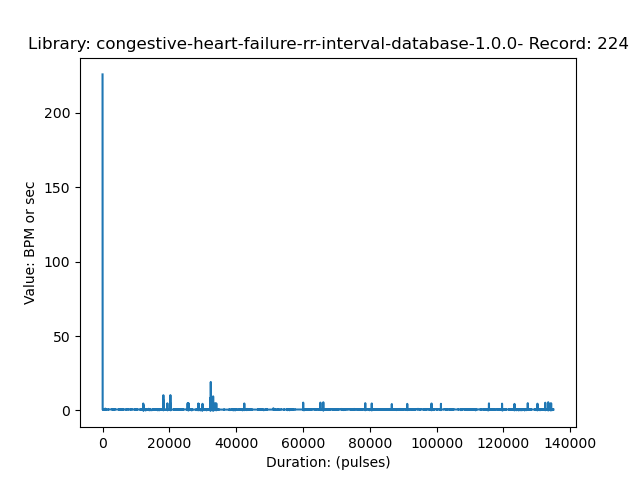 Library: congestive-heart-failure-rr-interval-database-1.0.0- Record: 224
200
150
100
50
0
Value: BPM or sec
0 20000 40000 60000 80000 100000 120000 140000
Duration: (pulses)